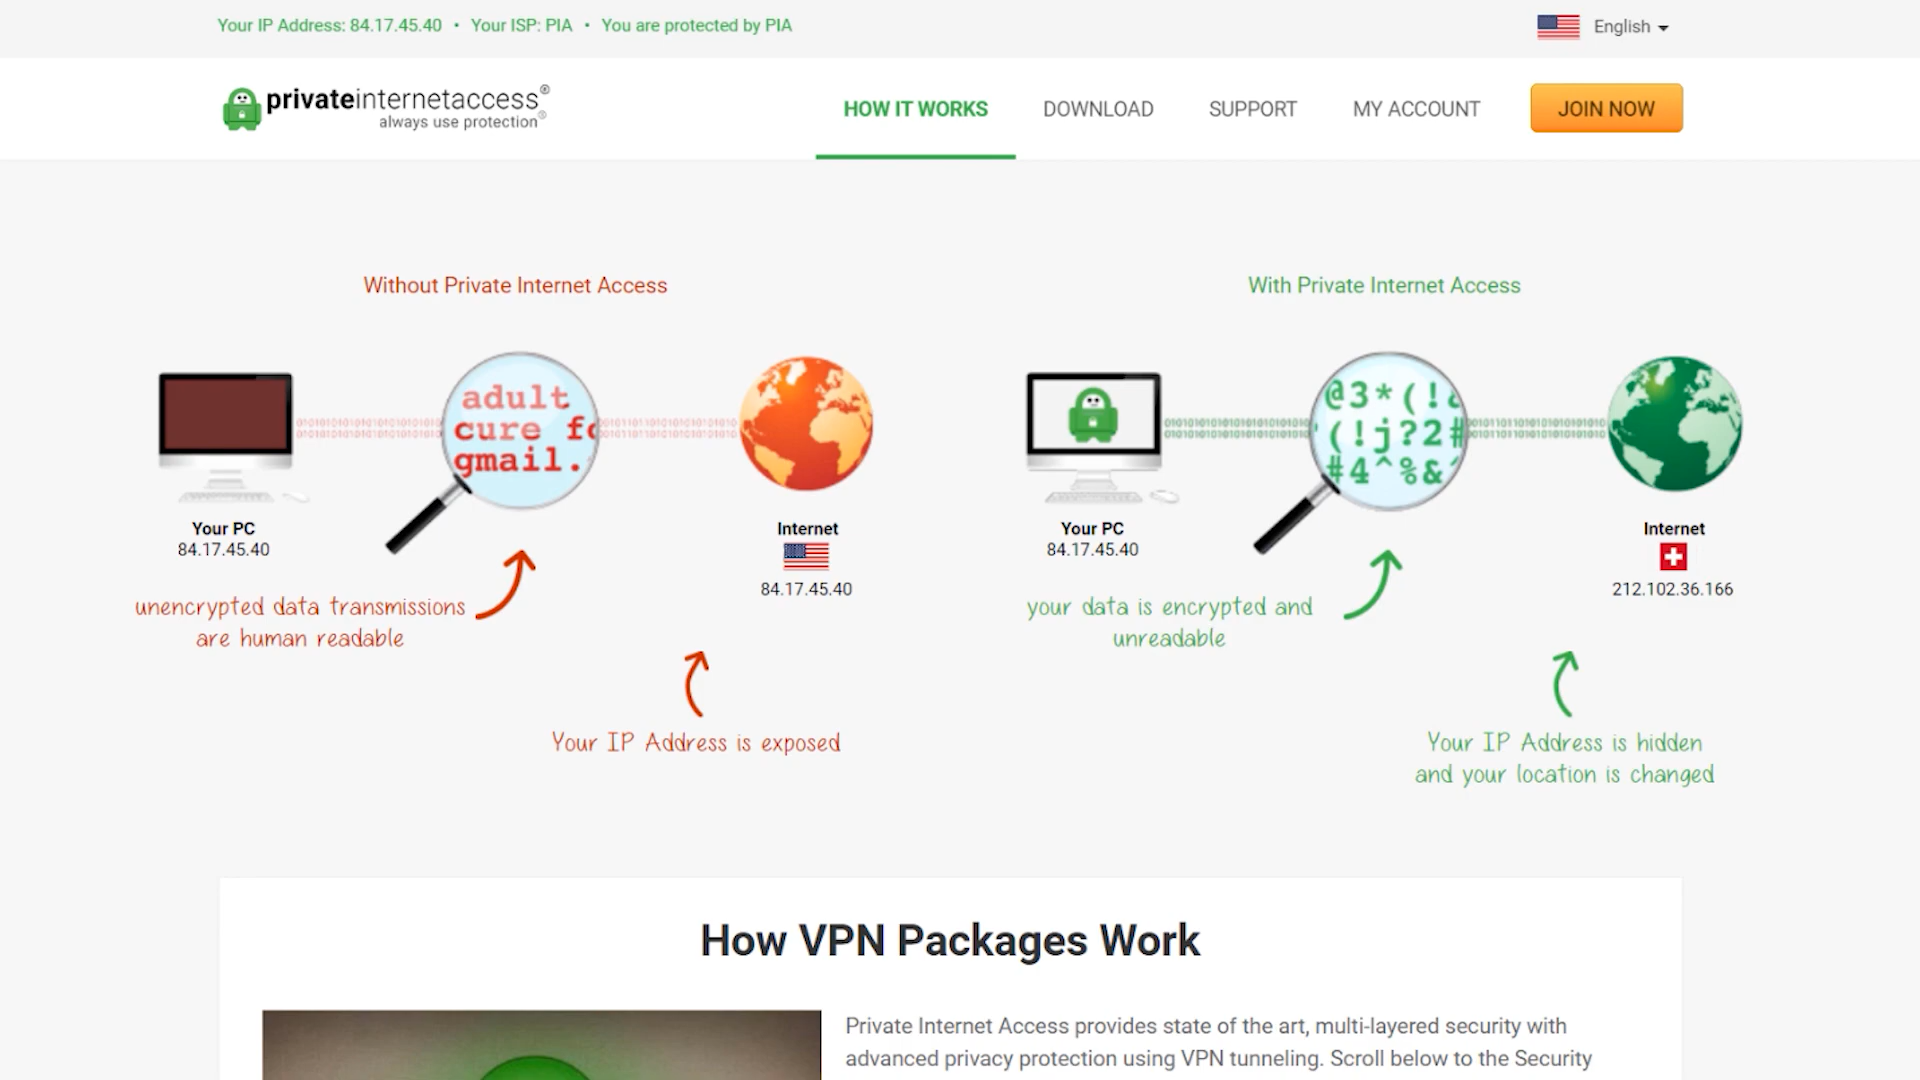 Your IP Address: 84.17.45.40 • Your ISP: PIA • You are protected by PIA
English
privateinternetaccess®
always use protection®
HOW IT WORKS
DOWNLOAD
SUPPORT
MY ACCOUNT
JOIN NOW
Without Private Internet Access
adult
cure fo
gmail.
Your PC
84.17.45.40
Internet
84.17.45.40
unencrypted data transmissions
are human readable
Your IP Address is exposed
With Private Internet Access
@3*(!
(!j?2#
#4^%&
Your PC
84.17.45.40
Internet
212.102.36.166
your data is encrypted and
unreadable
Your IP Address is hidden
and your location is changed
How VPN Packages Work
Private Internet Access provides state of the art, multi-layered security with
advanced privacy protection using VPN tunneling. Scroll below to the Security